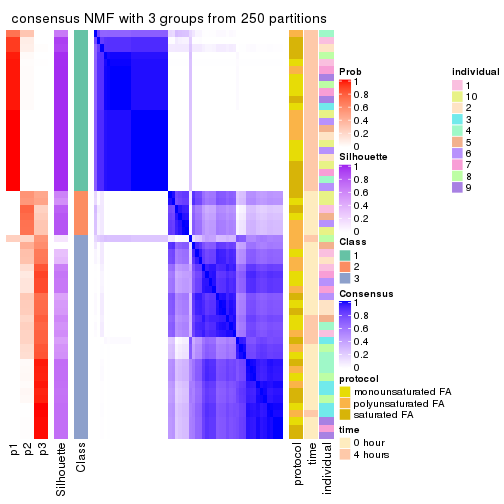 consensus NMF with 3 groups from 250 partitions
Prob
1
0.8
0.6
0.4
0.2
0
Silhouette
1
0.8
0.6
0.4
0.2
0
Class
1
2
3
Consensus
1
0.8
0.6
0.4
0.2
0
protocol
monounsaturated FA
polyunsaturated FA
saturated FA
time
0 hour
4 hours
Individual
1
10
2
3
4
5
6
7
8
9
p1
p2
p3
Silhouette
Class
protocol
time
individual